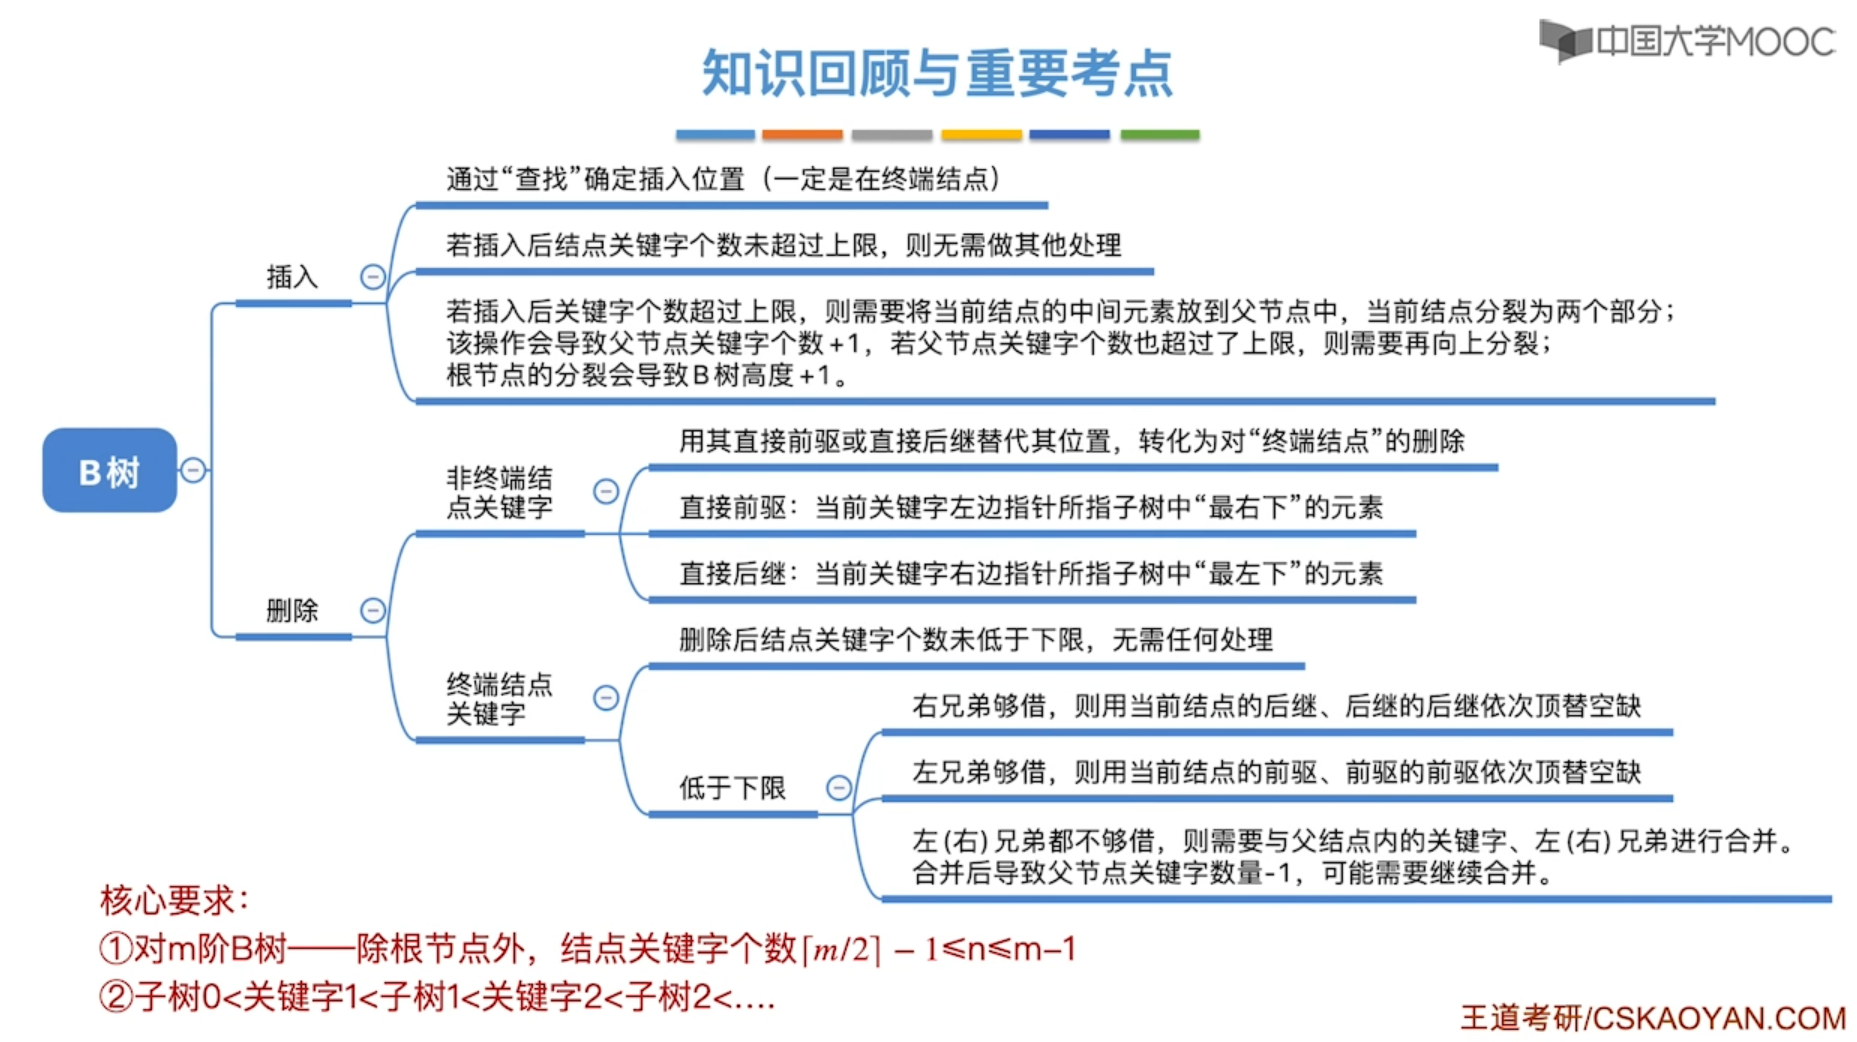 中国大学MOOC
知识回顾与重要考点
通过“查找”确定插入位置（一定是在终端结点）
若插入后结点关键字个数未超过上限，则无需做其他处理
插入
若插入后关键字个数超过上限，则需要将当前结点的中间元素放到父节点中，当前结点分裂为两个部分；
该操作会导致父节点关键字个数+1，若父节点关键字个数也超过了上限，则需要再向上分裂；
根节点的分裂会导致B树高度+1。
B树
用其直接前驱或直接后继替代其位置，转化为对“终端结点”的删除
非终端结
点关键字
直接前驱：当前关键字左边指针所指子树中“最右下”的元素
直接后继：当前关键字右边指针所指子树中“最左下”的元素
删除
删除后结点关键字个数未低于下限，无需任何处理
终端结点
关键字
右兄弟够借，则用当前结点的后继、后继的后继依次顶替空缺
低于下限
左兄弟够借，则用当前结点的前驱、前驱的前驱依次顶替空缺
左(右)兄弟都不够借，则需要与父结点内的关键字、左(右)兄弟进行合并。
合并后导致父节点关键字数量-1，可能需要继续合并。
核心要求：
①对m阶B树——除根节点外，结点关键字个数⌈m/2⌉ − 1≤n≤m-1
②子树0<关键字1<子树1<关键字2<子树2<....
王道考研/CSKAOYAN.COM